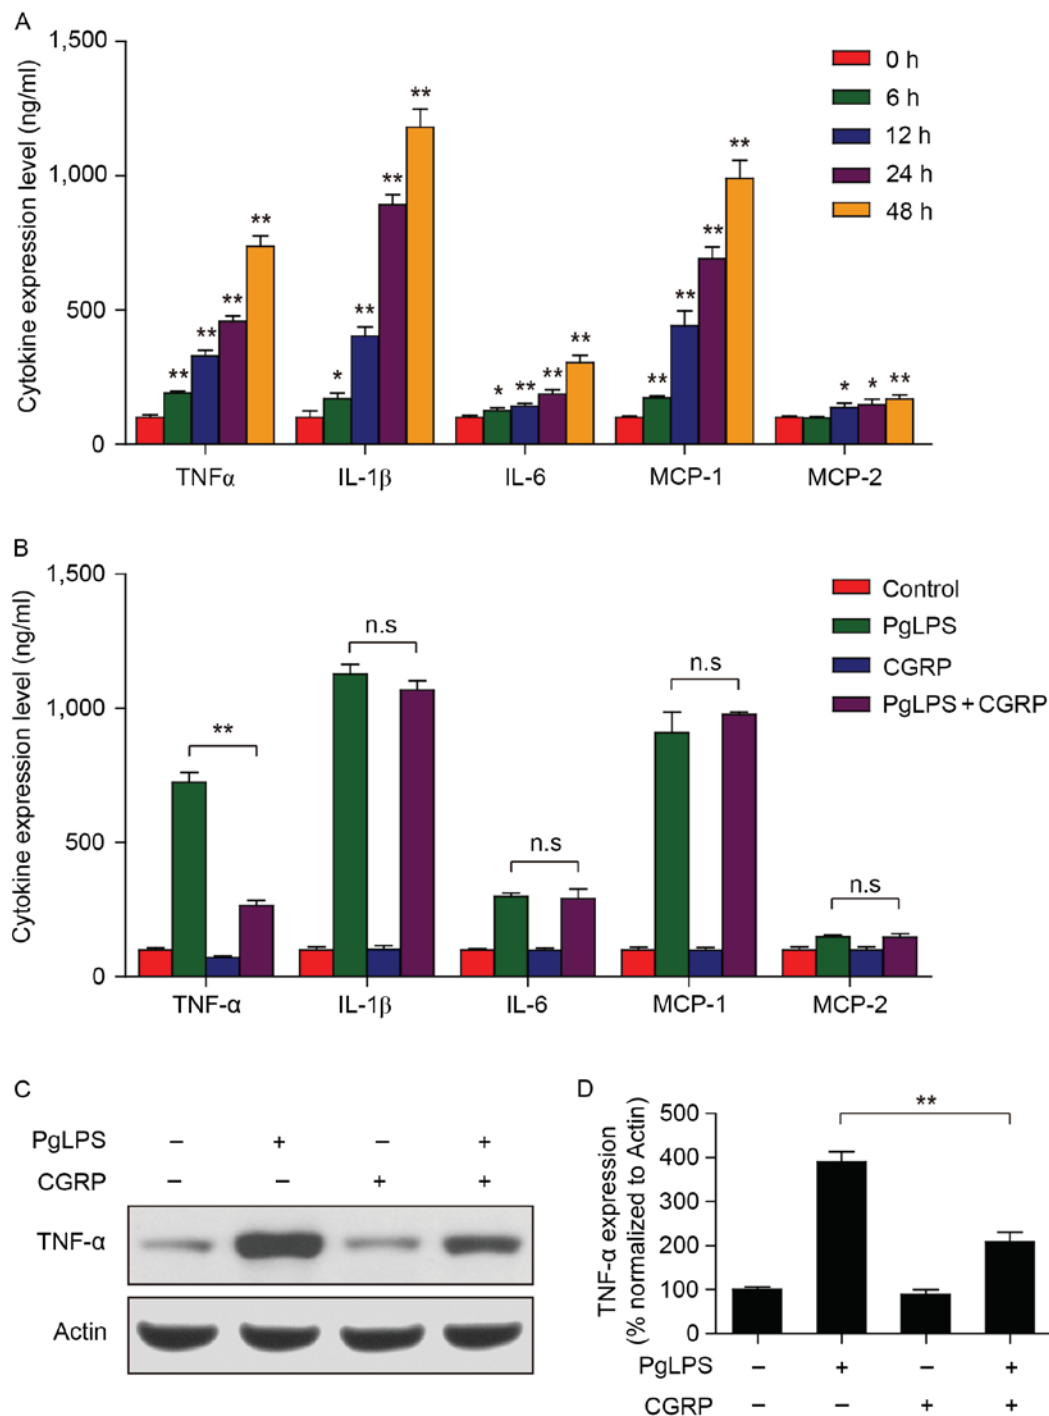 A
1,500
1,000
500
0
Cytokine expression level (ng/ml)
0 h
6 h
12 h
24 h
48 h
** ** ** **
* ** ** **
* ** ** **
** ** ** **
* * **
TNFα IL-1β IL-6 MCP-1 MCP-2
B
1,500
1,000
500
0
Cytokine expression level (ng/ml)
Control
PgLPS
CGRP
PgLPS + CGRP
** n.s n.s n.s n.s
TNF-α IL-1β IL-6 MCP-1 MCP-2
C
PgLPS – + – +
CGRP – – + +
TNF-α
Actin
D
500
400
300
200
100
0
TNF-α expression
(% normalized to Actin)
**
PgLPS – + – +
CGRP – – + +